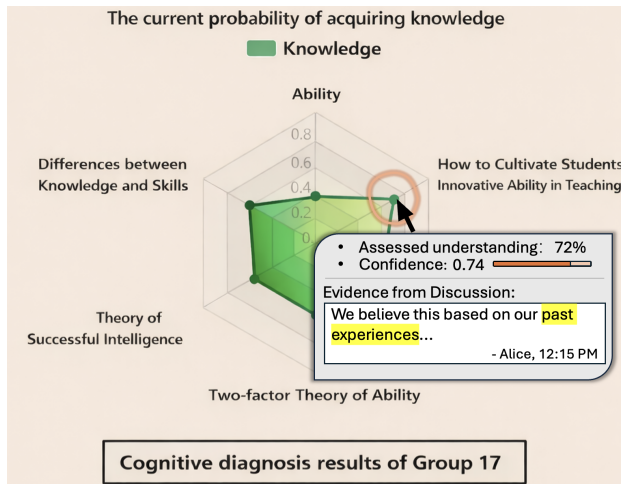 The current probability of acquiring knowledge
Knowledge
Ability
0.8
0.6
0.4
0.2
0
Differences between
Knowledge and Skills
How to Cultivate Students
Innovative Ability in Teaching
Theory of
Successful Intelligence
Two-factor Theory of Ability
• Assessed understanding: 72%
• Confidence: 0.74
Evidence from Discussion:
We believe this based on our past
experiences...
- Alice, 12:15 PM
Cognitive diagnosis results of Group 17